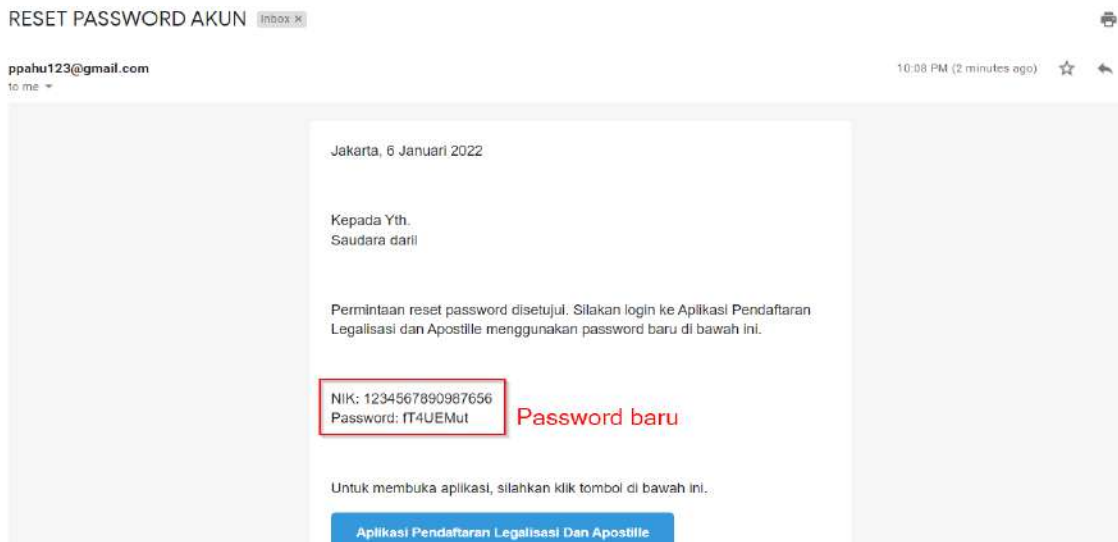 RESET PASSWORD AKUN Inbox ×
ppahu123@gmail.com
10:08 PM (2 minutes ago)
to me
Jakarta, 6 Januari 2022
Kepada Yth.
Saudara daril
Permintaan reset password disetujui. Silakan login ke Aplikasi Pendaftaran
Legalisasi dan Apostille menggunakan password baru di bawah ini.
NIK: 1234567890987656
Password: fT4UEMut
Password baru
Untuk membuka aplikasi, silahkan klik tombol di bawah ini.
Aplikasi Pendaftaran Legalisasi Dan Apostille